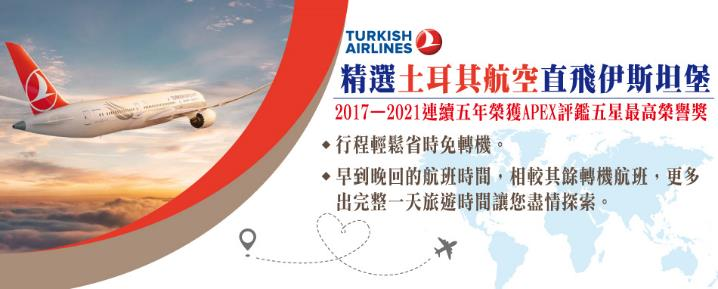 TURKISH
AIRLINES
精選土耳其航空直飛伊斯坦堡
2017—2021連續五年榮獲APEX評鑑五星最高榮譽獎
◆行程輕鬆省時免轉機。
◆早到晚回的航班時間，相較其餘轉機航班，更多
出完整一天旅遊時間讓您盡情探索。